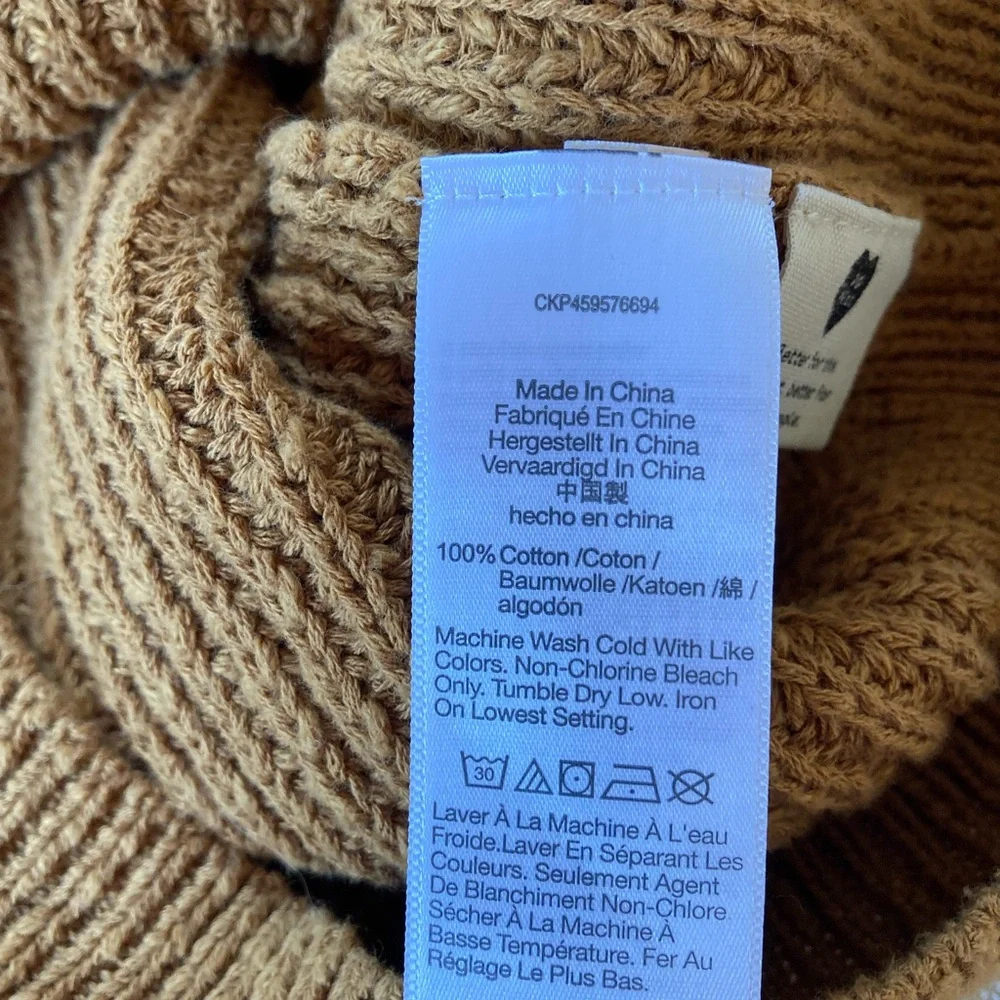 CKP459576694
Made In China
Fabriqué En Chine
Hergestellt In China
Vervaardigd In China
中国製
hecho en china
100% Cotton /Coton /
Baumwolle /Katoen /綿 /
algodón
Machine Wash Cold With Like
Colors. Non-Chlorine Bleach
Only. Tumble Dry Low. Iron
On Lowest Setting.
30
Laver À La Machine À L'eau
Froide.Laver En Séparant Les
Couleurs. Seulement Agent
De Blanchiment Non-Chlore
Sécher À La Machine À
Basse Température. Fer Au
Réglage Le Plus Bas.
better for